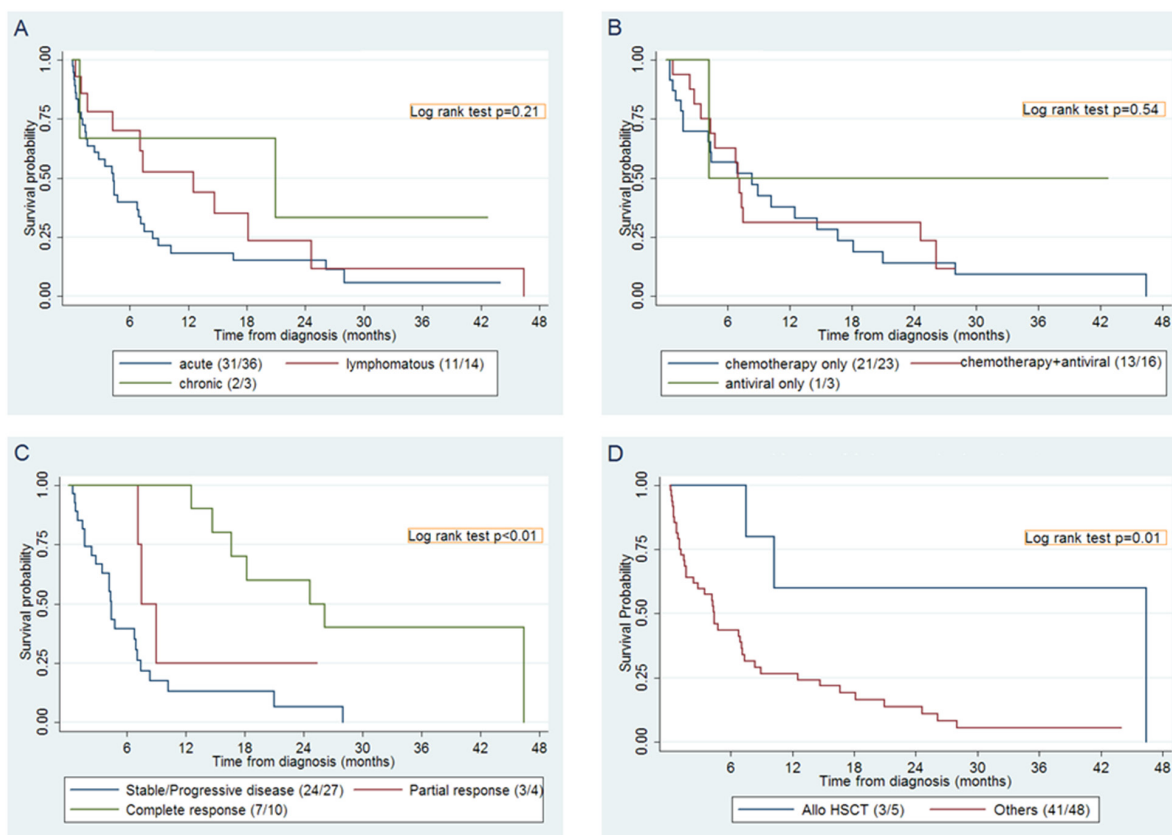 A
Log rank test p=0.21
Survival probability
1.00
0.75
0.50
0.25
0.00
6 12 18 24 30 36 42 48
Time from diagnosis (months)
acute (31/36) lymphomatous (11/14)
chronic (2/3)
B
Log rank test p=0.54
Survival probability
1.00
0.75
0.50
0.25
0.00
6 12 18 24 30 36 42 48
Time from diagnosis (months)
chemotherapy only (21/23) chemotherapy+antiviral (13/16)
antiviral only (1/3)
C
Log rank test p<0.01
Survival probability
1.00
0.75
0.50
0.25
0.00
6 12 18 24 30 36 42 48
Time from diagnosis (months)
Stable/Progressive disease (24/27) Partial response (3/4)
Complete response (7/10)
D
Log rank test p=0.01
Survival Probability
1.00
0.75
0.50
0.25
0.00
6 12 18 24 30 36 42 48
Time from diagnosis (months)
Allo HSCT (3/5) Others (41/48)